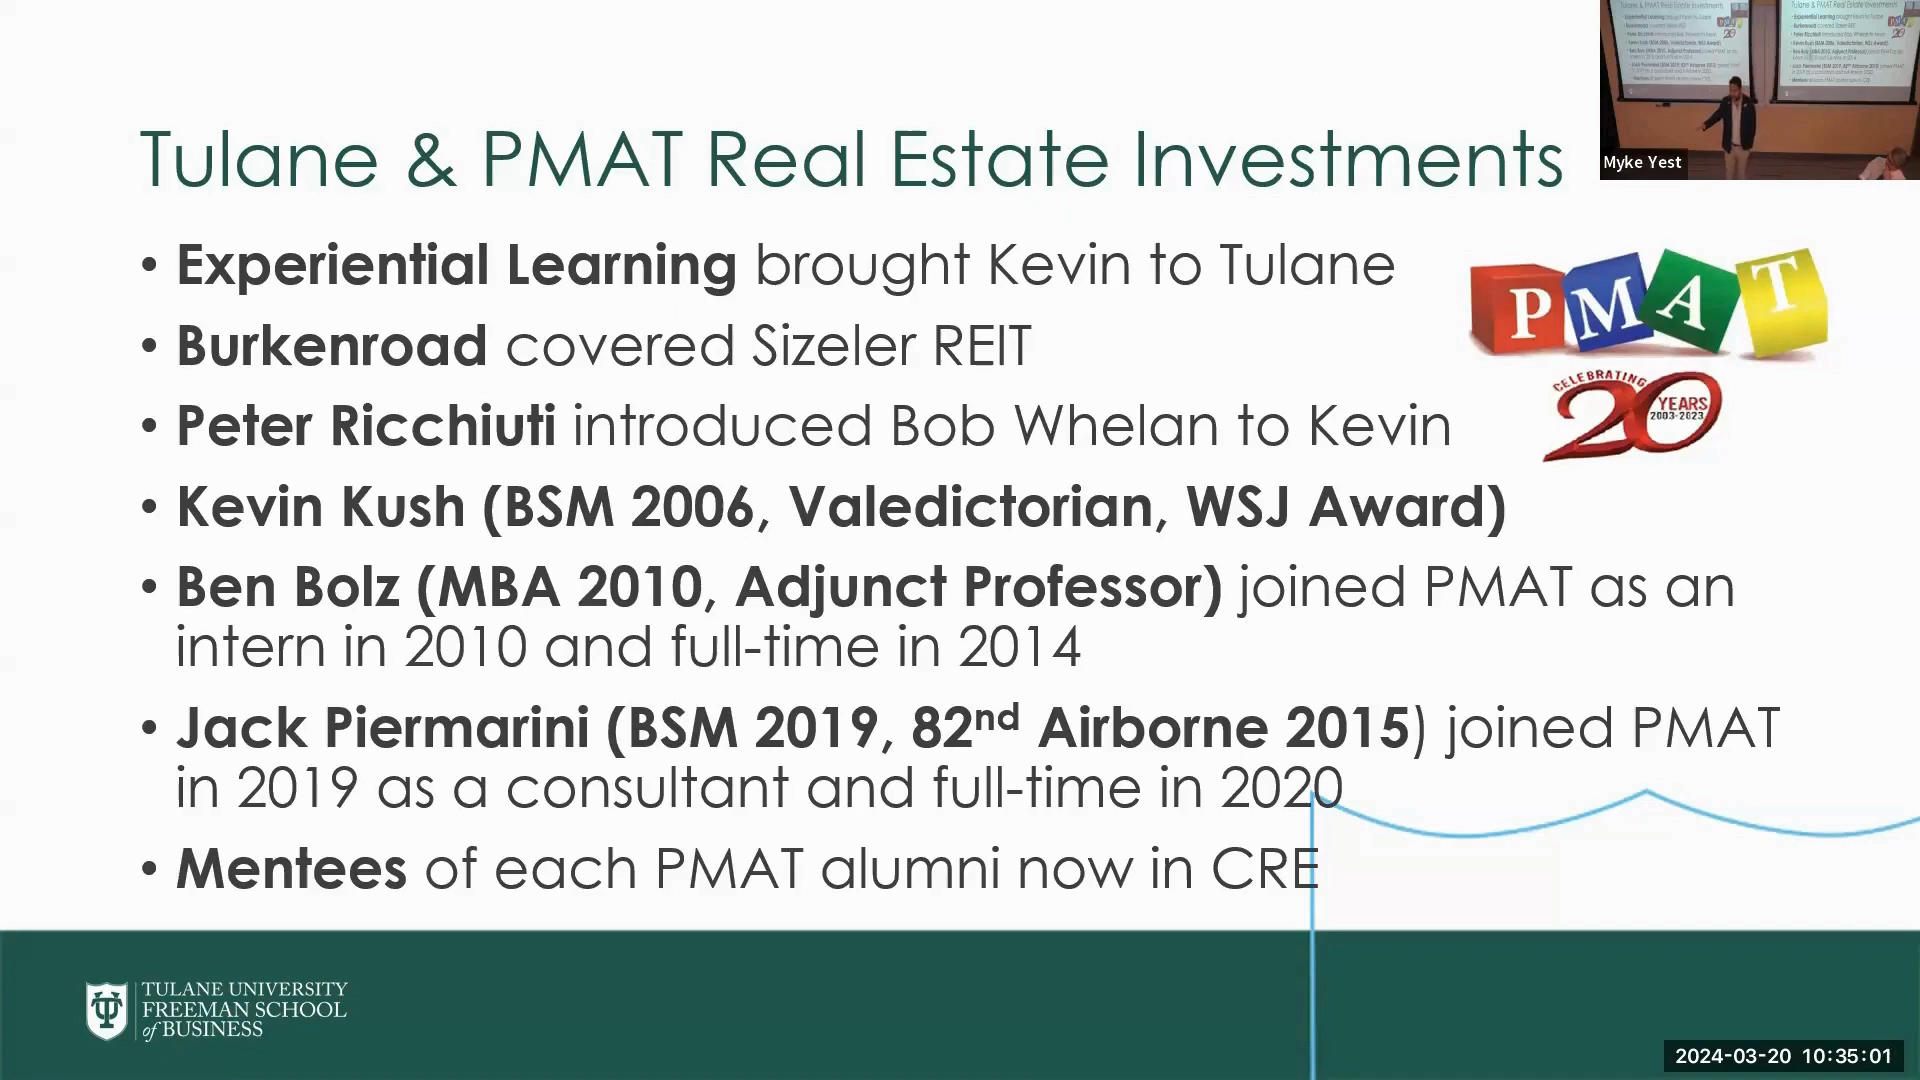 Tulane & PMAT Real Estate Investments
Myke Yest
• Experiential Learning brought Kevin to Tulane
• Burkenroad covered Sizeler REIT
• Peter Ricchiuti introduced Bob Whelan to Kevin
• Kevin Kush (BSM 2006, Valedictorian, WSJ Award)
• Ben Bolz (MBA 2010, Adjunct Professor) joined PMAT as an
intern in 2010 and full-time in 2014
• Jack Piermarini (BSM 2019, 82nd Airborne 2015) joined PMAT
in 2019 as a consultant and full-time in 2020
• Mentees of each PMAT alumni now in CRE
PMAT
CELEBRATING
20 YEARS
2003-2023
TULANE UNIVERSITY
FREEMAN SCHOOL
of BUSINESS
2024-03-20 10:35:01